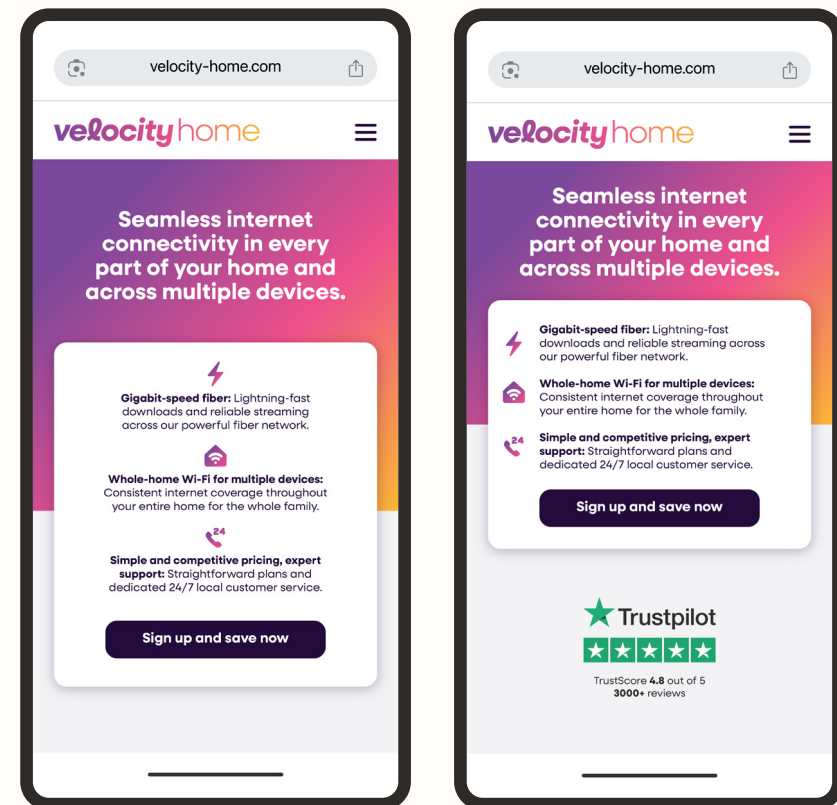 velocity-home.com
velocity home
Seamless internet
connectivity in every
part of your home and
across multiple devices.
Gigabit-speed fiber: Lightning-fast
downloads and reliable streaming
across our powerful fiber network.
Whole-home Wi-Fi for multiple devices:
Consistent internet coverage throughout
your entire home for the whole family.
24
Simple and competitive pricing, expert
support: Straightforward plans and
dedicated 24/7 local customer service.
Sign up and save now
velocity-home.com
velocity home
Seamless internet
connectivity in every
part of your home and
across multiple devices.
Gigabit-speed fiber: Lightning-fast
downloads and reliable streaming across
our powerful fiber network.
Whole-home Wi-Fi for multiple devices:
Consistent internet coverage throughout
your entire home for the whole family.
24
Simple and competitive pricing, expert
support: Straightforward plans and
dedicated 24/7 local customer service.
Sign up and save now
Trustpilot
TrustScore 4.8 out of 5
3000+ reviews